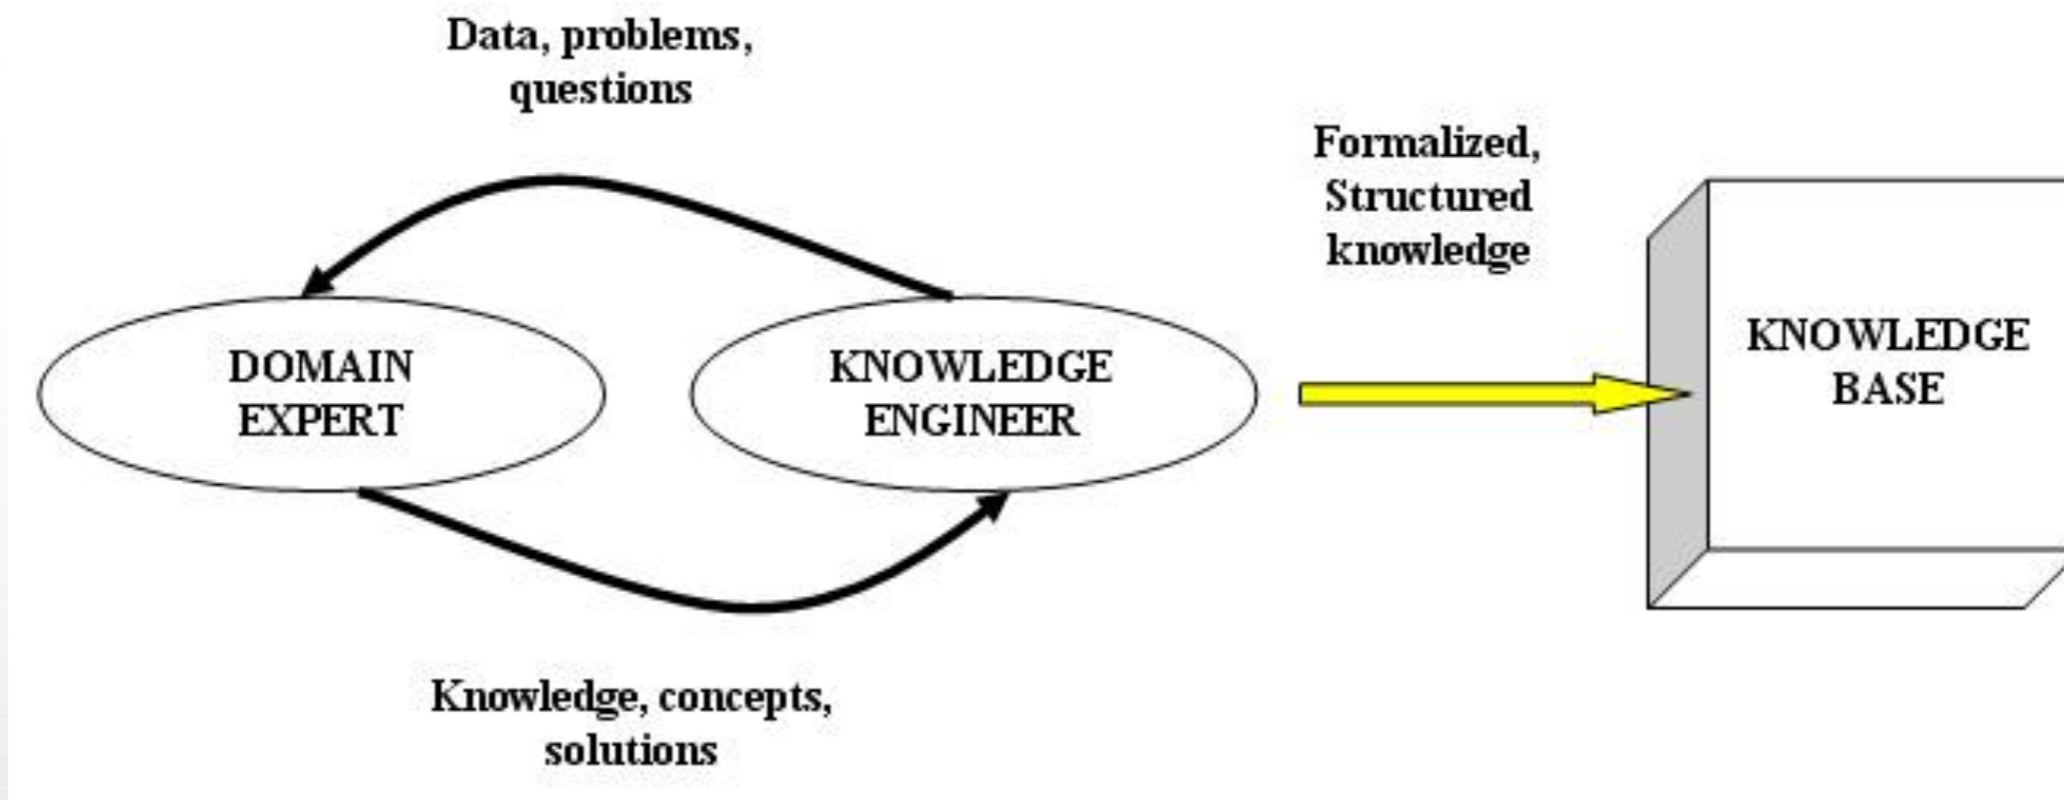 Data, problems,
questions
Formalized,
Structured
knowledge
DOMAIN
EXPERT
KNOWLEDGE
ENGINEER
KNOWLEDGE
BASE
Knowledge, concepts,
solutions